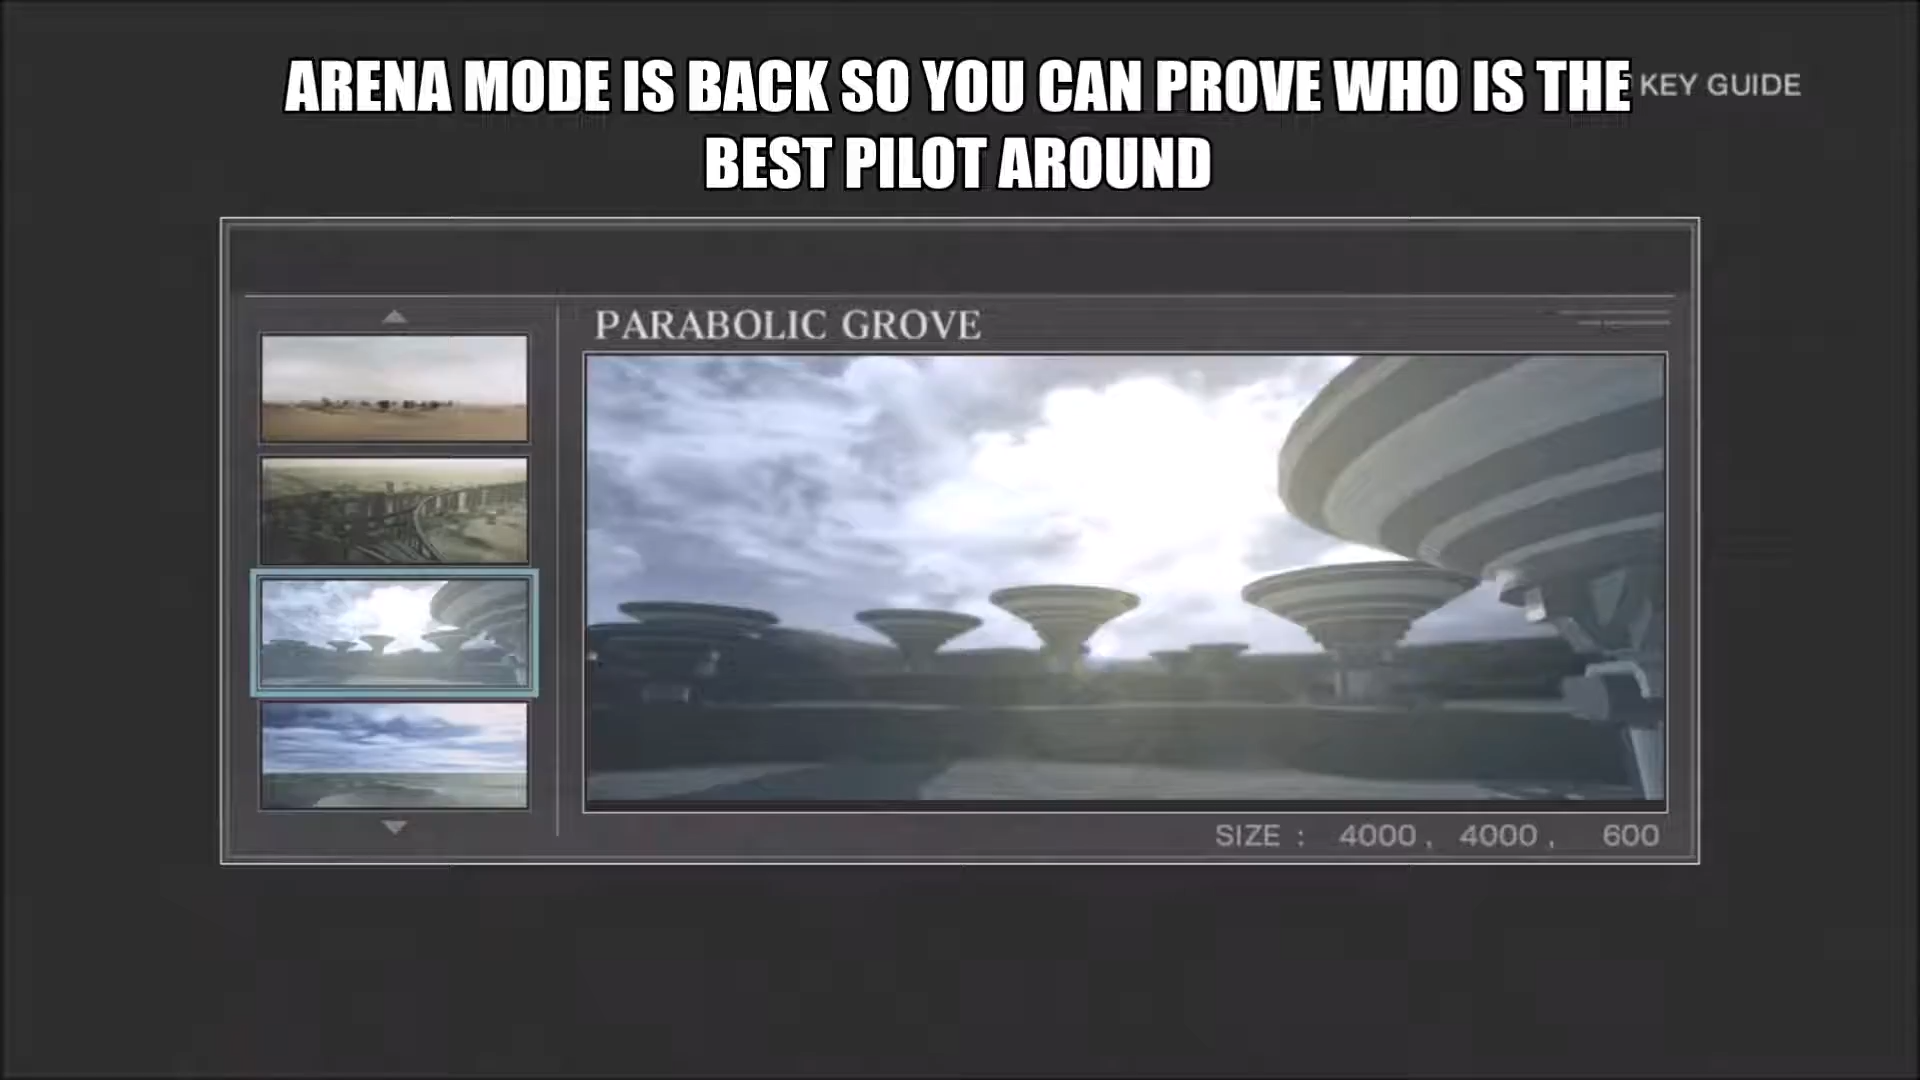 ARENA MODE IS BACK SO YOU CAN PROVE WHO IS THE
BEST PILOT AROUND
KEY GUIDE
PARABOLIC GROVE
SIZE : 4000, 4000, 600